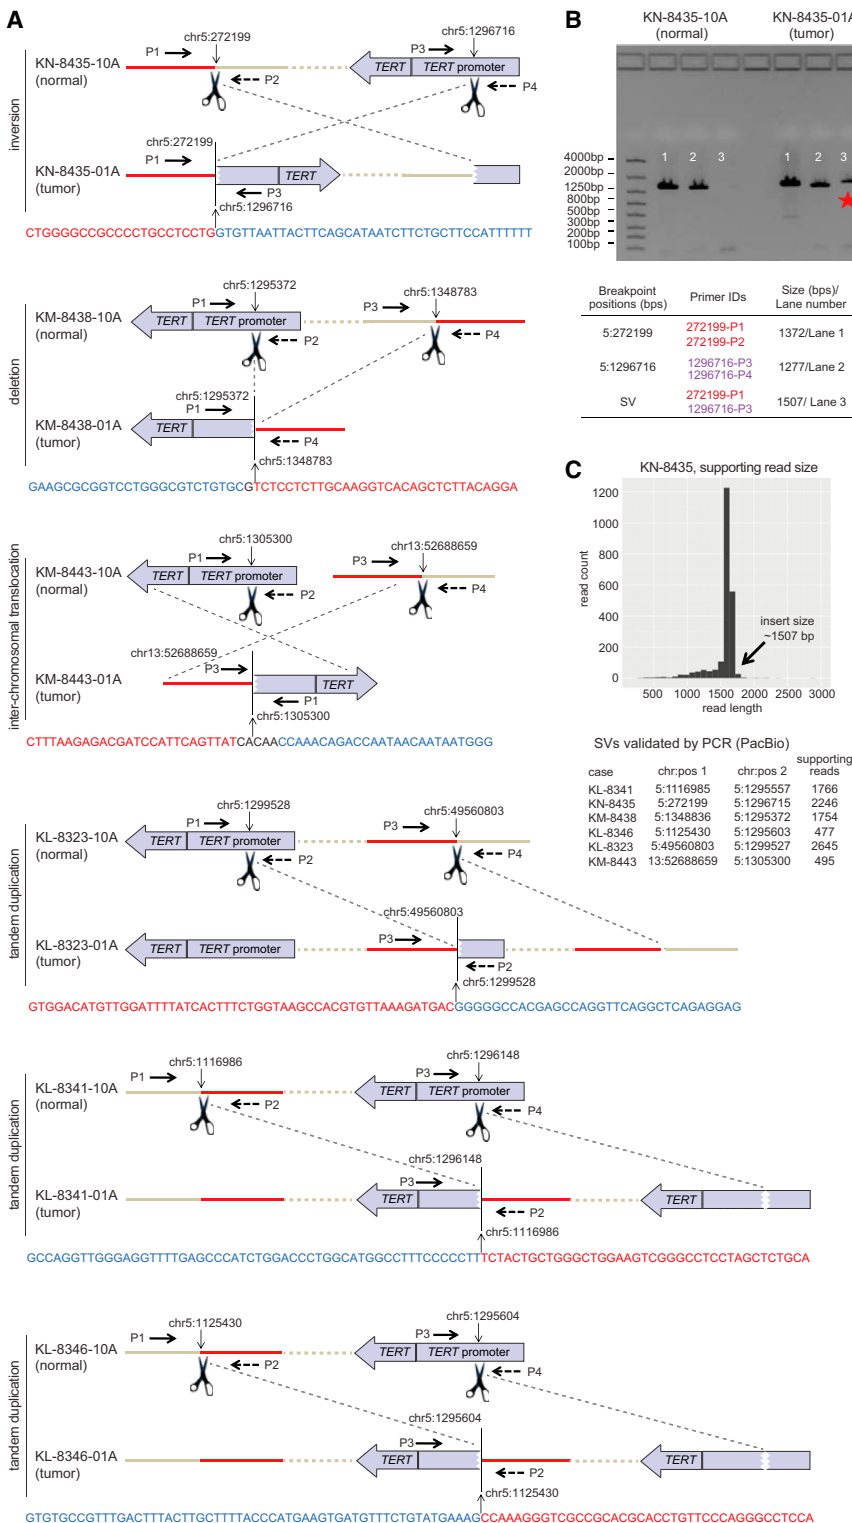 A
inversion
chr5:272199
chr5:1296716
P1
P3
KN-8435-10A
(normal)
TERT
TERT promoter
P2
P4
chr5:272199
P1
KN-8435-01A
(tumor)
TERT
P3
chr5:1296716
CTGGGGCCGCCCCTGCCTCCTGGTGTTAATTACTTCAGCATAATCTTCTGCTTCCATTTTTT
deletion
chr5:1295372
chr5:1348783
P1
P3
KM-8438-10A
(normal)
TERT
TERT promoter
P2
P4
chr5:1295372
P1
KM-8438-01A
(tumor)
TERT
P4
chr5:1348783
GAAGCGCGGTCCTGGGCGTCTGTGCGTCTCCTCTTGCAAGGTCACAGCTCTTACAGGA
inter-chromosomal translocation
chr5:1305300
chr13:52688659
P1
P3
KM-8443-10A
(normal)
TERT
TERT promoter
P2
P4
chr13:52688659
P3
KM-8443-01A
(tumor)
TERT
P1
chr5:1305300
CTTTAAGAGACGATCCATTCAGTTATCACAACCAAACAGACCAATAACAATAATGGG
tandem duplication
chr5:1299528
chr5:49560803
P1
P3
KL-8323-10A
(normal)
TERT
TERT promoter
P2
P4
chr5:49560803
P3
KL-8323-01A
(tumor)
TERT
TERT promoter
P2
chr5:1299528
GTGGACATGTTGGATTTTATCACTTTCTGGTAAGCCACGTGTTAAAGATGACGGGGGCCACGAGCCAGGTTCAGGCTCAGAGGAG
tandem duplication
chr5:1116986
chr5:1296148
P1
P3
KL-8341-10A
(normal)
TERT
TERT promoter
P2
P4
chr5:1296148
P3
KL-8341-01A
(tumor)
TERT
TERT
P2
chr5:1116986
GCCAGGTTGGGAGGTTTTGAGCCCATCTGGACCCTGGCATGGCCTTTCCCCCTTTCTACTGCTGGGCTGGAAGTCGGGCCTCCTAGCTCTGCA
tandem duplication
chr5:1125430
chr5:1295604
P1
P3
KL-8346-10A
(normal)
TERT
TERT promoter
P2
P4
chr5:1295604
P3
KL-8346-01A
(tumor)
TERT
TERT
P2
chr5:1125430
GTGTGCCGTTTGACTTTACTTGCTTTTACCCATGAAGTGATGTTTCTGTATGAAAGCCAAAGGGTCGCCGCACGCACCTGTTCCCAGGGCCTCCA
B
KN-8435-10A
(normal)
KN-8435-01A
(tumor)
1 2 3 1 2 3
4000bp
2000bp
1250bp
800bp
500bp
300bp
200bp
100bp
Breakpoint positions (bps) Primer IDs Size (bps)/ Lane number
5:272199 272199-P1 272199-P2 1372/Lane 1
5:1296716 1296716-P3 1296716-P4 1277/Lane 2
SV 272199-P1 1296716-P3 1507/ Lane 3
C
KN-8435, supporting read size
read count
1200
1000
800
600
400
200
0
insert size
~1507 bp
500 1000 1500 2000 2500 3000
read length
SVs validated by PCR (PacBio)
case chr:pos 1 chr:pos 2 supporting reads
KL-8341 5:1116985 5:1295557 1766
KN-8435 5:272199 5:1296715 2246
KM-8438 5:1348836 5:1295372 1754
KL-8346 5:1125430 5:1295603 477
KL-8323 5:49560803 5:1299527 2645
KM-8443 13:52688659 5:1305300 495